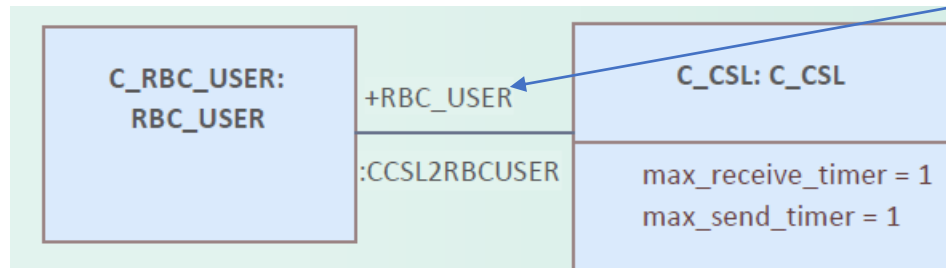 C_RBC_USER:
RBC_USER
+RBC_USER
:CCSL2RBCUSER
C_CSL: C_CSL
max_receive_timer = 1
max_send_timer = 1